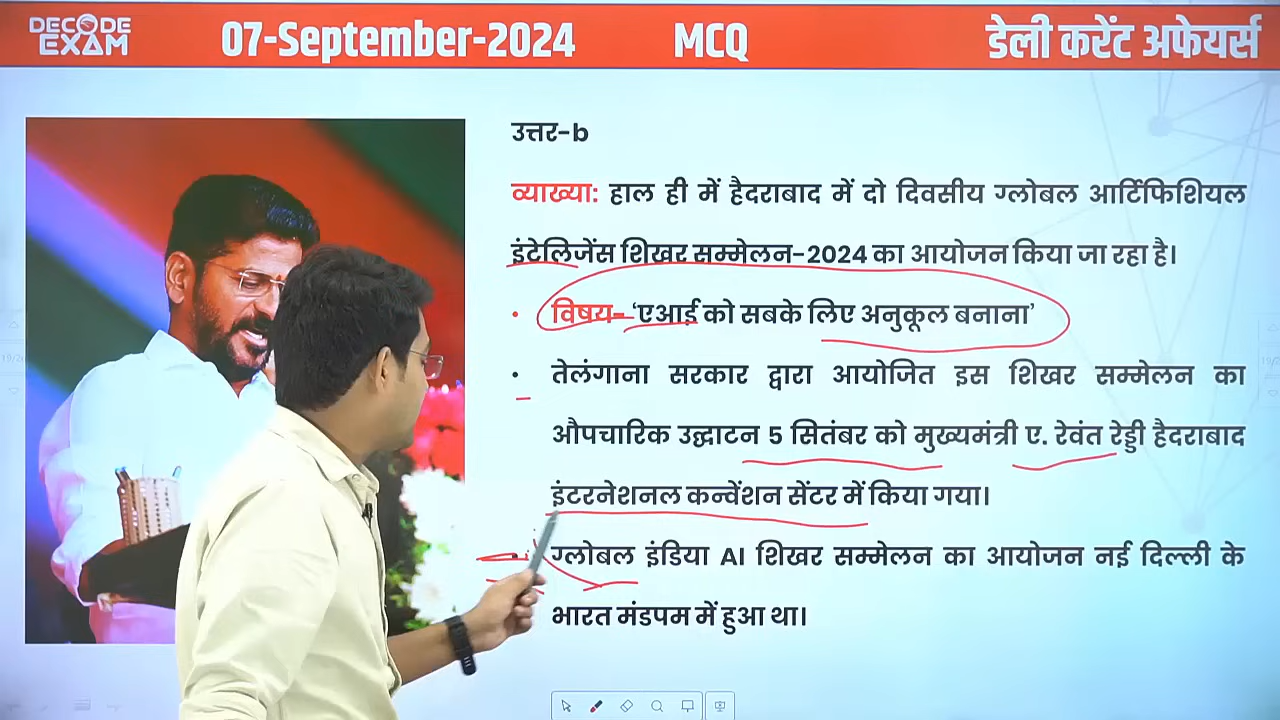 DECODE EXAM
07-September-2024 MCQ डेली करेंट अफेयर्स
उत्तर-b
व्याख्या: हाल ही में हैदराबाद में दो दिवसीय ग्लोबल आर्टिफिशियल
इंटेलिजेंस शिखर सम्मेलन-2024 का आयोजन किया जा रहा है।
• विषय- ‘एआई को सबके लिए अनुकूल बनाना’
• तेलंगाना सरकार द्वारा आयोजित इस शिखर सम्मेलन का
औपचारिक उद्घाटन 5 सितंबर को मुख्यमंत्री ए. रेवंत रेड्डी हैदराबाद
इंटरनेशनल कन्वेंशन सेंटर में किया गया।
• ग्लोबल इंडिया AI शिखर सम्मेलन का आयोजन नई दिल्ली के
भारत मंडपम में हुआ था।